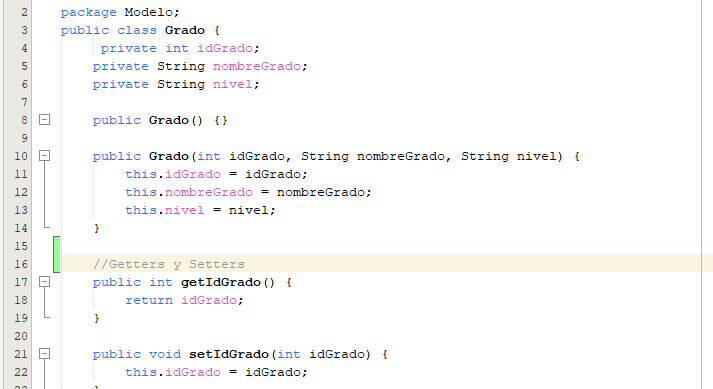 2 package Modelo;
3 public class Grado {
4 private int idGrado;
5 private String nombreGrado;
6 private String nivel;
7
8 public Grado() {}
9
10 public Grado(int idGrado, String nombreGrado, String nivel) {
11 this.idGrado = idGrado;
12 this.nombreGrado = nombreGrado;
13 this.nivel = nivel;
14 }
15
16 //Getters y Setters
17 public int getIdGrado() {
18 return idGrado;
19 }
20
21 public void setIdGrado(int idGrado) {
22 this.idGrado = idGrado;